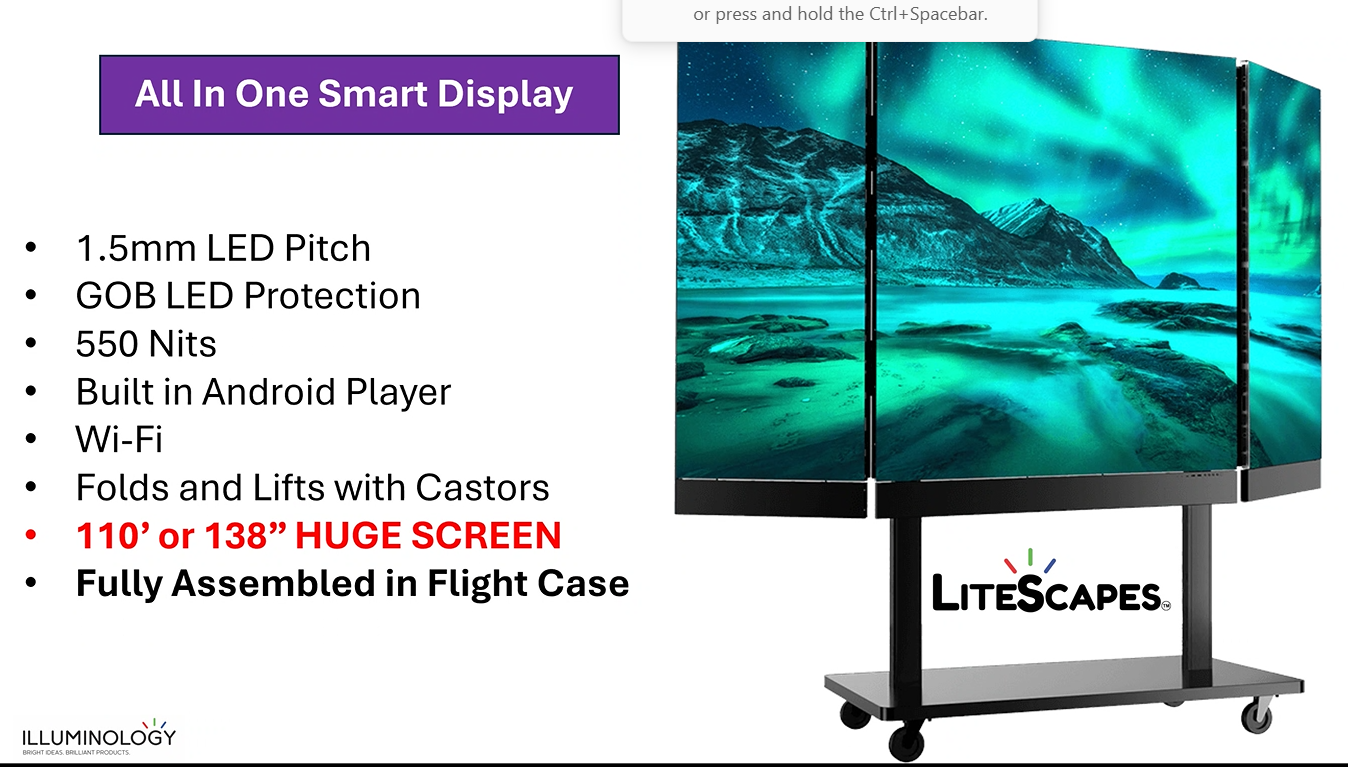 or press and hold the Ctrl+Spacebar.
All In One Smart Display
• 1.5mm LED Pitch
• GOB LED Protection
• 550 Nits
• Built in Android Player
• Wi-Fi
• Folds and Lifts with Castors
• 110’ or 138” HUGE SCREEN
• Fully Assembled in Flight Case
LITESCAPES™
ILLUMINOLOGY
BRIGHT IDEAS. BRILLIANT PRODUCTS.